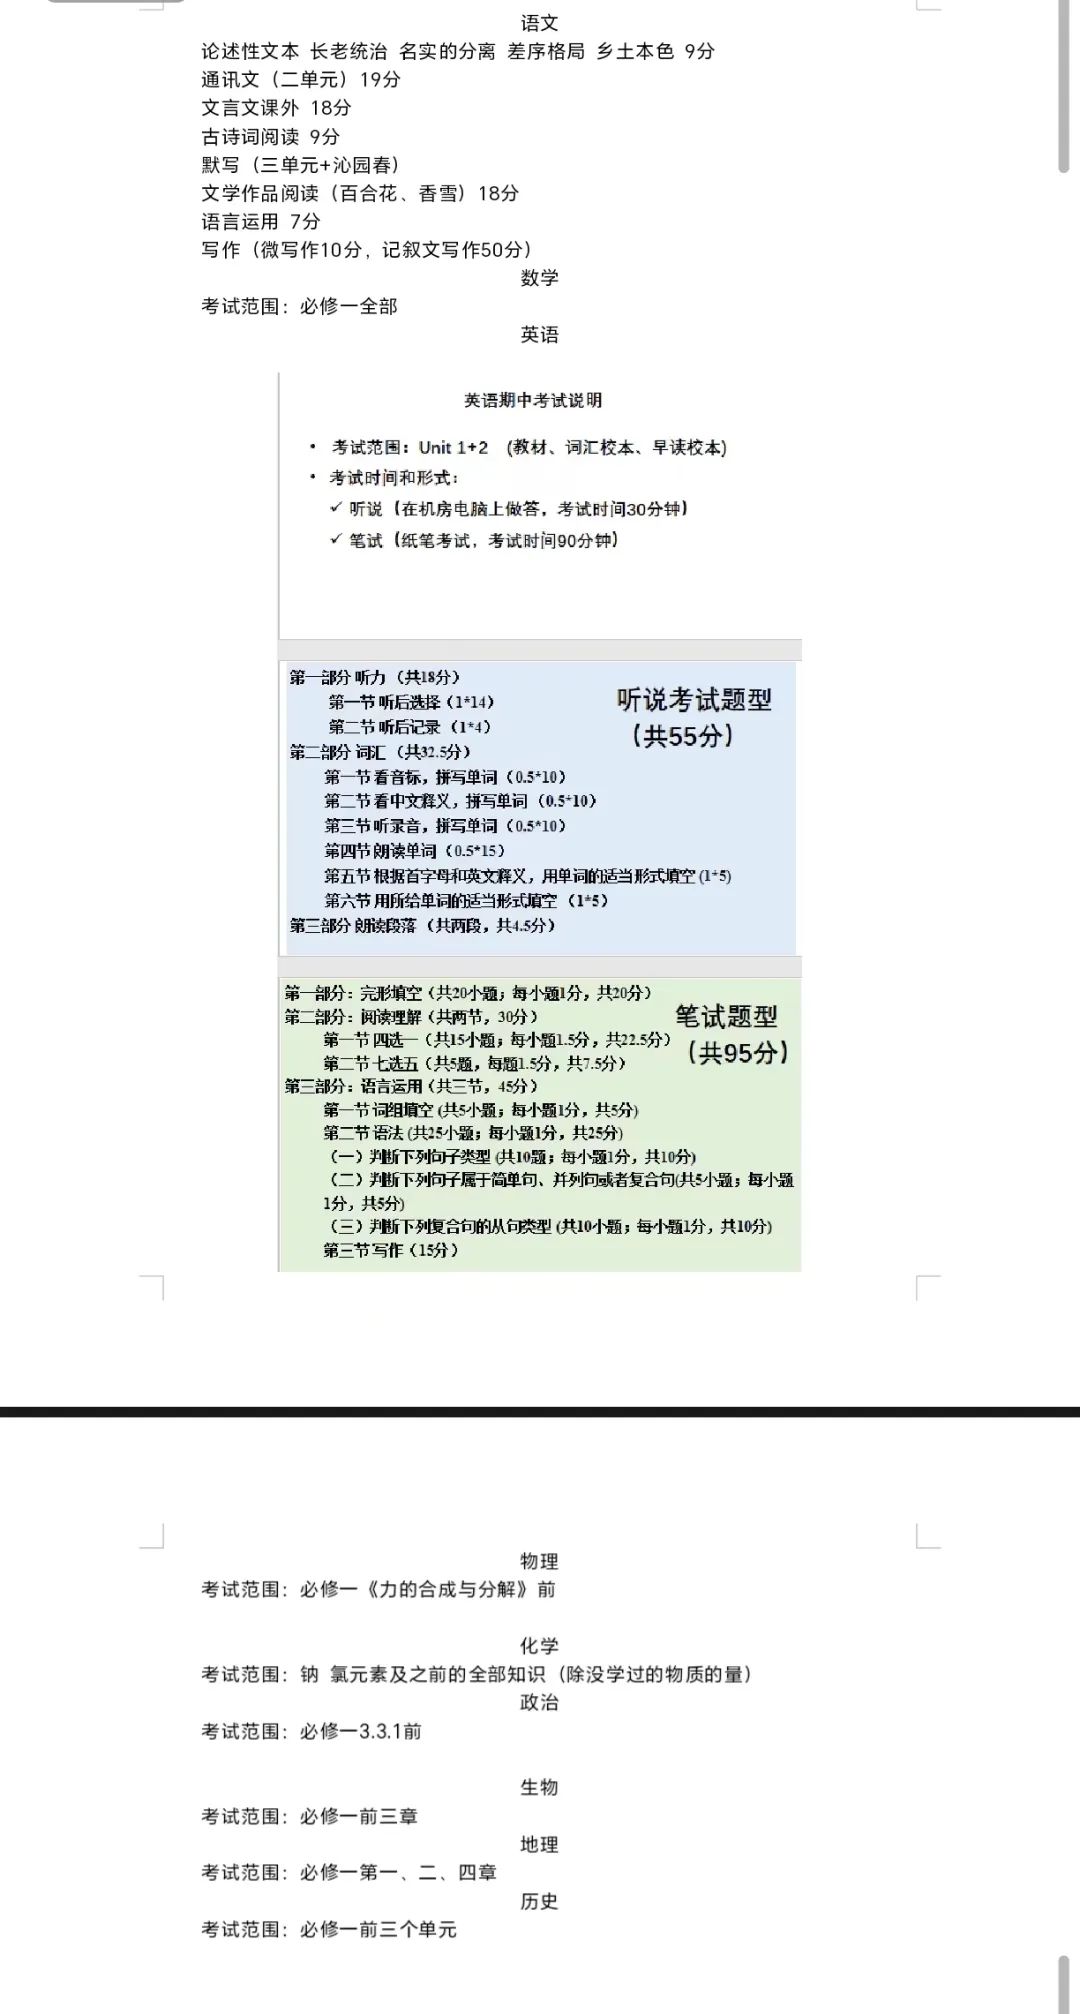 语文
论述性文本 长老统治 名实的分离 差序格局 乡土本色 9分
通讯文（二单元）19分
文言文课外 18分
古诗词阅读 9分
默写（三单元+沁园春）
文学作品阅读（百合花、香雪）18分
语言运用 7分
写作（微写作10分，记叙文写作50分）
数学
考试范围：必修一全部
英语
英语期中考试说明
• 考试范围：Unit 1+2 (教材、词汇校本、早读校本)
• 考试时间和形式：
✓ 听说（在机房电脑上做答，考试时间30分钟）
✓ 笔试（纸笔考试，考试时间90分钟）
听说考试题型
（共55分）
第一部分 听力 （共18分）
第一节 听后选择（1*14）
第二节 听后记录 （1*4）
第二部分 词汇 （共32.5分）
第一节 看音标，拼写单词（0.5*10）
第二节 看中文释义，拼写单词 （0.5*10）
第三节 听录音，拼写单词（0.5*10）
第四节 朗读单词（0.5*15）
第五节 根据首字母和英文释义，用单词的适当形式填空 (1*5)
第六节 用所给单词的适当形式填空 （1*5）
第三部分 朗读段落 （共两段，共4.5分）
笔试题型
（共95分）
第一部分：完形填空（共20小题；每小题1分，共20分）
第二部分：阅读理解（共两节，30分）
第一节 四选一（共15小题；每小题1.5分，共22.5分）
第二节 七选五（共5题，每题1.5分，共7.5分）
第三部分：语言运用（共三节，45分）
第一节 词组填空 (共5小题；每小题1分，共5分)
第二节 语法 (共25小题；每小题1分，共25分)
（一）判断下列句子类型 (共10题；每小题1分，共10分)
（二）判断下列句子属于简单句、并列句或者复合句(共5小题；每小题
1分，共5分)
（三）判断下列复合句的从句类型 (共10小题；每小题1分，共10分)
第三节 写作（15分）
物理
考试范围：必修一《力的合成与分解》前
化学
考试范围：钠 氯元素及之前的全部知识（除没学过的物质的量）
政治
考试范围：必修一3.3.1前
生物
考试范围：必修一前三章
地理
考试范围：必修一第一、二、四章
历史
考试范围：必修一前三个单元